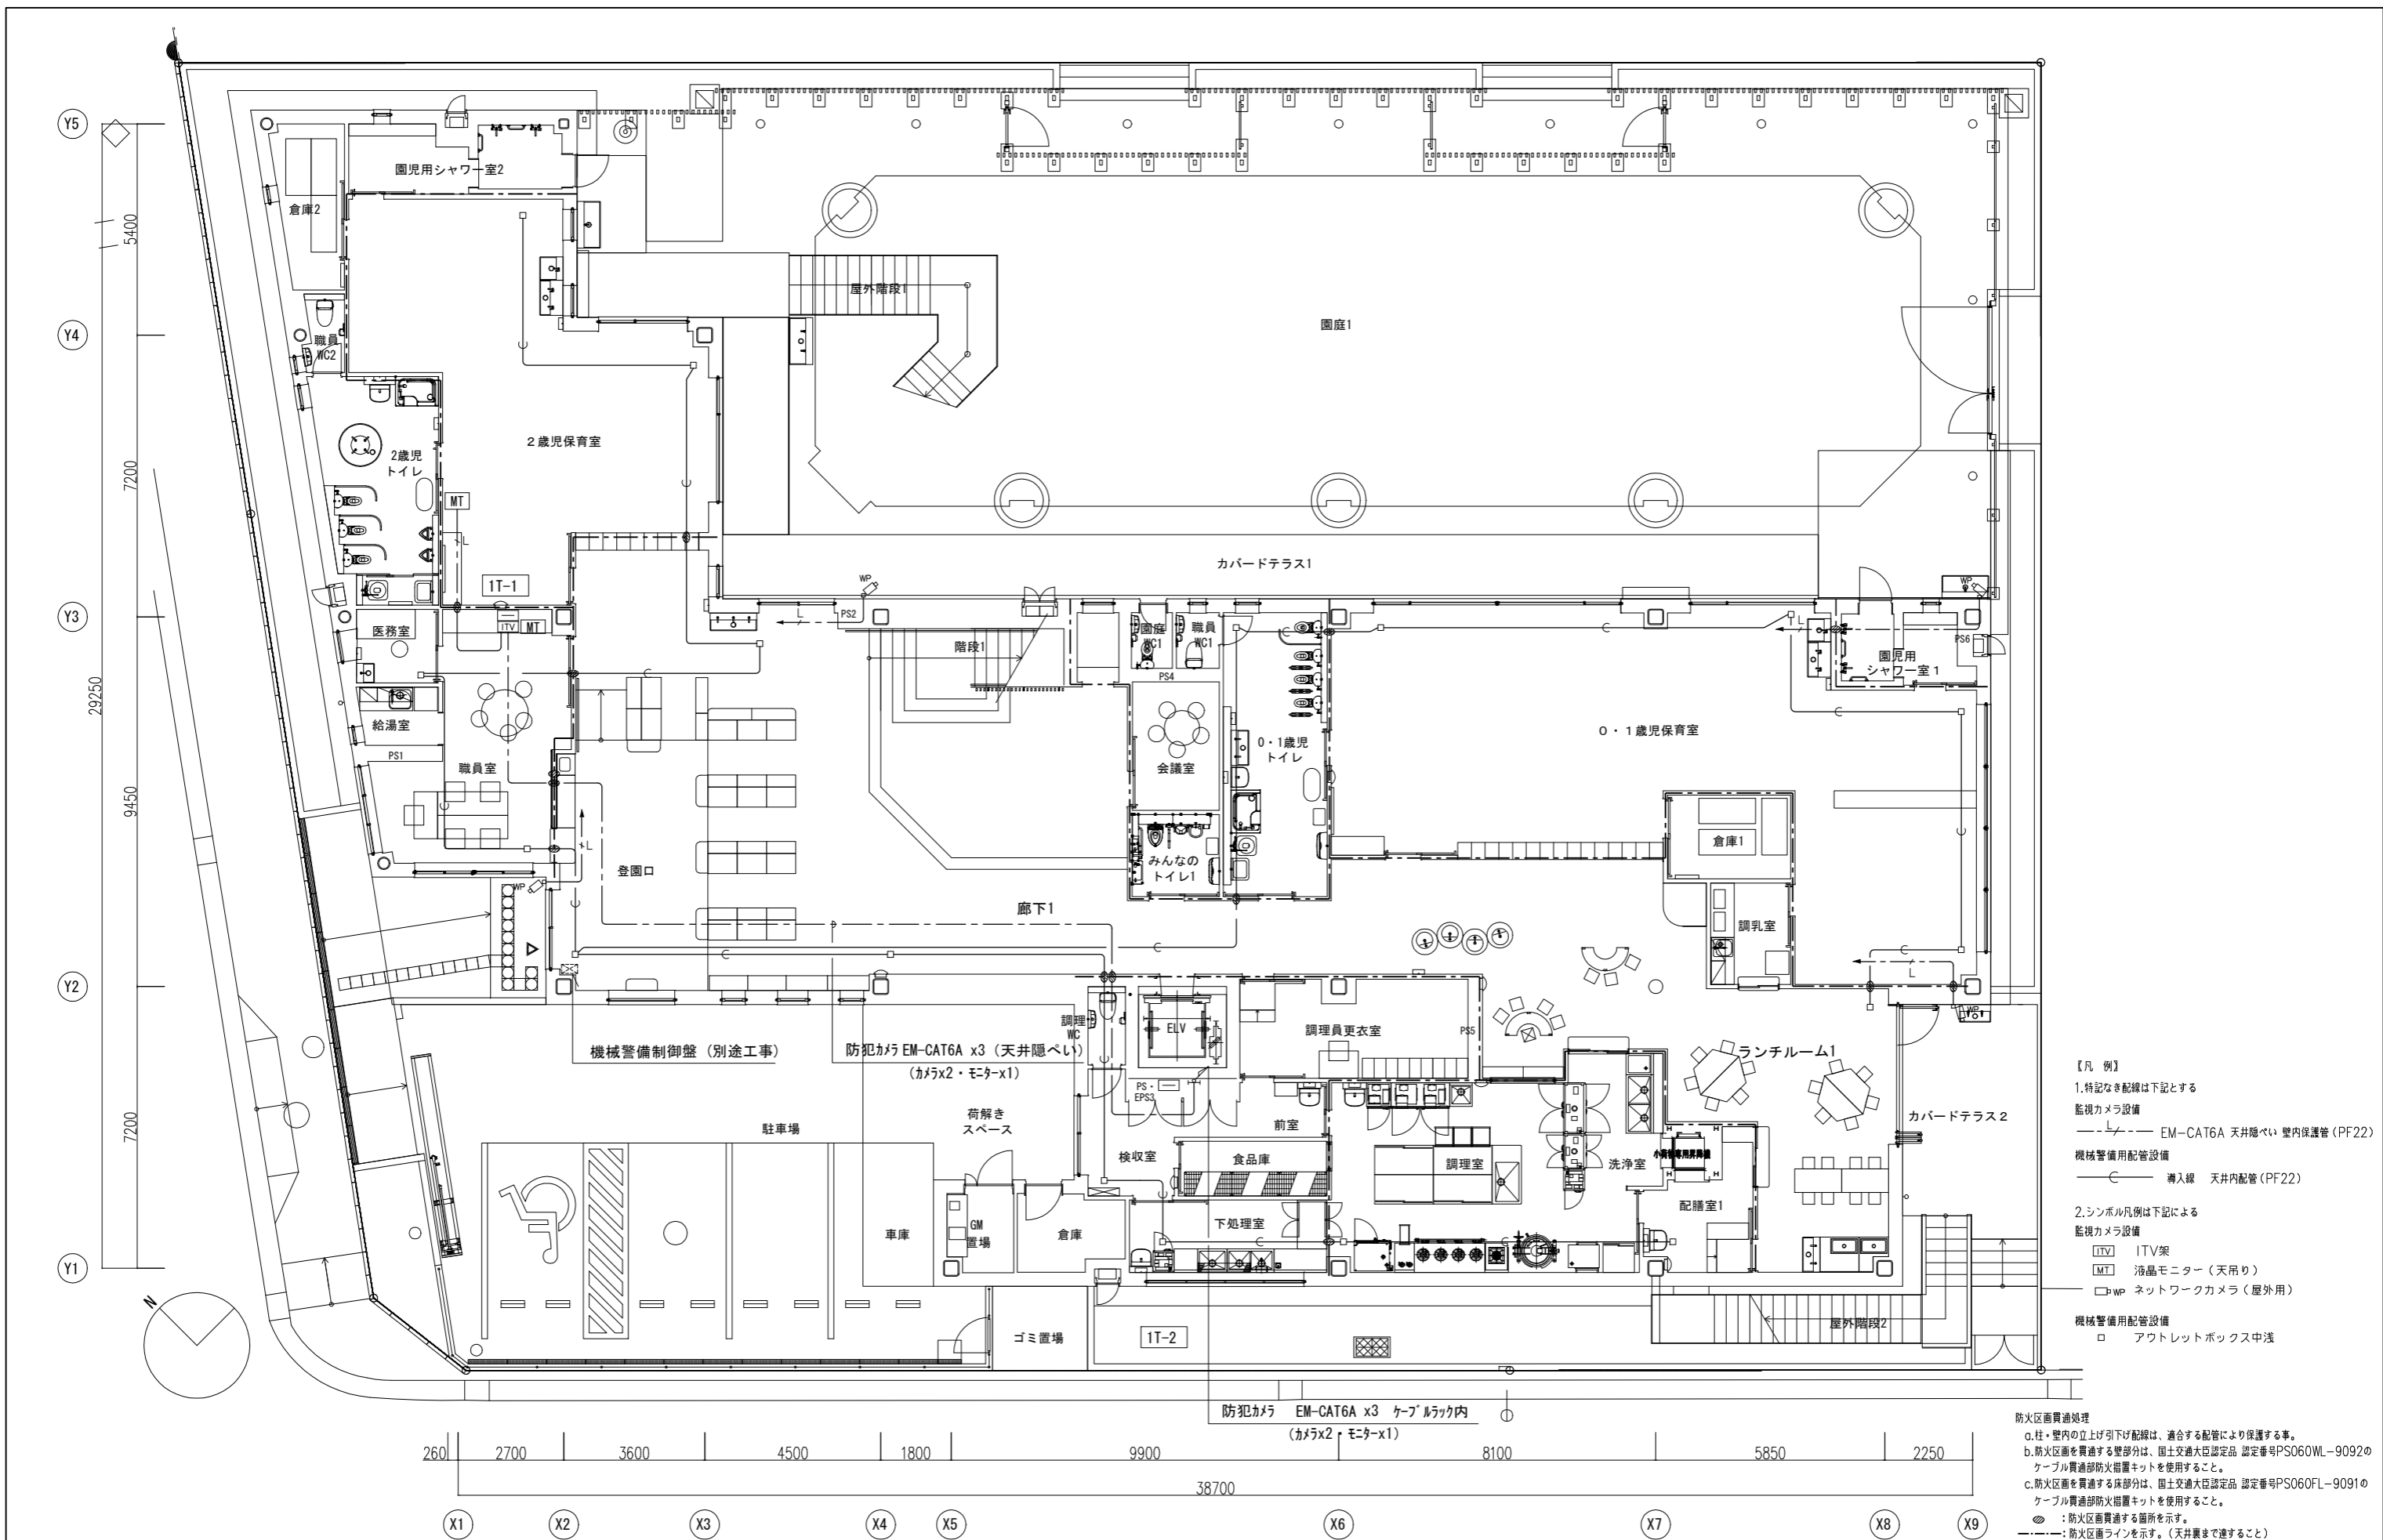 Y5
園児用シャワー室2
倉庫2
5400
屋外階段1
園庭1
Y4
職員
WC2
2歳児保育室
2歳児
トイレ
7200
MT
L
カバードテラス1
1T-1
WP
WP
Y3
ITV
MT
L
PS2
医務室
階段1
園庭
WC1
職員
WC1
PS4
L
PS6
園児用
シャワー室1
29250
給湯室
PS1
職員室
会議室
0・1歳児
トイレ
0・1歳児保育室
9450
倉庫1
L
登園口
みんなの
トイレ1
WP
廊下1
調乳室
L
Y2
WP
調理
WC
ELV
調理員更衣室
PS5
機械警備制御盤(別途工事)
防犯カメラ EM-CAT6A x3 (天井隠ぺい)
(カメラx2・モニターx1)
ランチルーム1
PS・
EPS3
荷解き
スペース
前室
カバードテラス2
駐車場
7200
検収室
食品庫
調理室
洗浄室
小荷物専用昇降機
配膳室1
車庫
GM
置場
倉庫
下処理室
Y1
N
ゴミ置場
1T-2
屋外階段2
【凡 例】
1.特記なき配線は下記とする
監視カメラ設備
L EM-CAT6A 天井隠ぺい 壁内保護管(PF22)
機械警備用配管設備
導入線 天井内配管(PF22)
2.シンボル凡例は下記による
監視カメラ設備
ITV ITV架
MT 液晶モニター(天吊り)
WP ネットワークカメラ(屋外用)
機械警備用配管設備
アウトレットボックス中浅
防犯カメラ EM-CAT6A x3 ケーブルラック内
(カメラx2・モニターx1)
防火区画貫通処理
a.柱・壁内の立上げ引下げ配線は、適合する配管により保護する事。
b.防火区画を貫通する壁部分は、国土交通大臣認定品 認定番号PS060WL-9092の
ケーブル貫通部防火措置キットを使用すること。
c.防火区画を貫通する床部分は、国土交通大臣認定品 認定番号PS060FL-9091の
ケーブル貫通部防火措置キットを使用すること。
:防火区画貫通する箇所を示す。
:防火区画ラインを示す。(天井裏まで達すること)
260 2700 3600 4500 1800 9900 8100 5850 2250
38700
X1 X2 X3 X4 X5 X6 X7 X8 X9